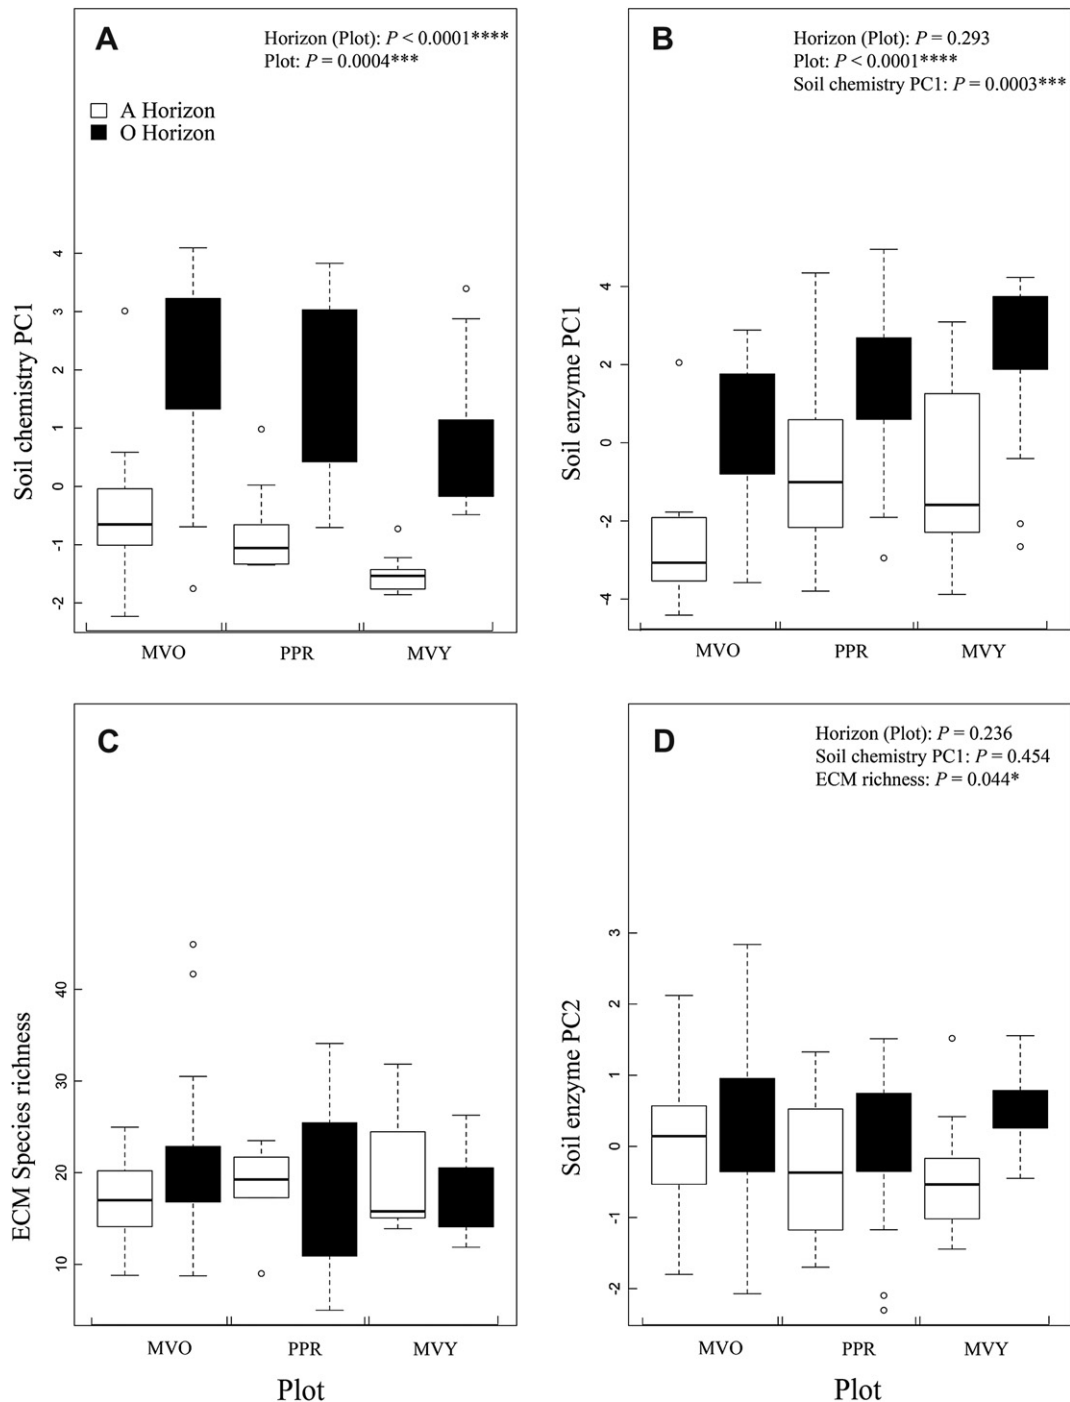 A
Horizon (Plot): P < 0.0001****
Plot: P = 0.0004***
A Horizon
O Horizon
Soil chemistry PC1
4
3
2
1
0
-1
-2
MVO
PPR
MVY
B
Horizon (Plot): P = 0.293
Plot: P < 0.0001****
Soil chemistry PC1: P = 0.0003***
Soil enzyme PC1
4
2
0
-2
-4
MVO
PPR
MVY
C
ECM Species richness
40
30
20
10
MVO
PPR
MVY
Plot
D
Horizon (Plot): P = 0.236
Soil chemistry PC1: P = 0.454
ECM richness: P = 0.044*
Soil enzyme PC2
3
2
1
0
-1
-2
MVO
PPR
MVY
Plot